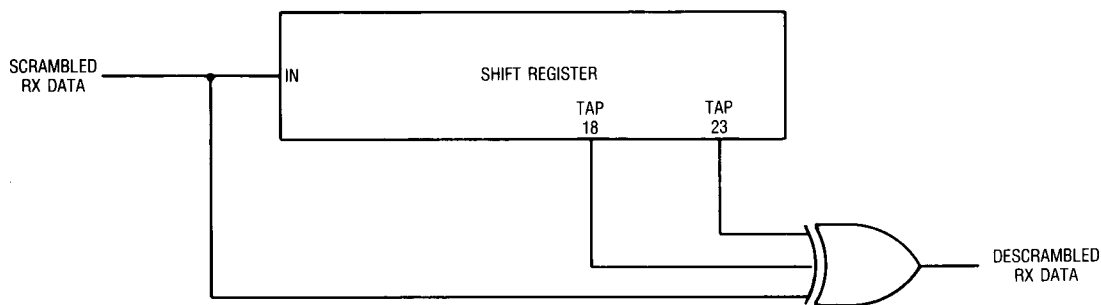 SCRAMBLED
RX DATA
IN
SHIFT REGISTER
TAP
18
TAP
23
DESCRAMBLED
RX DATA